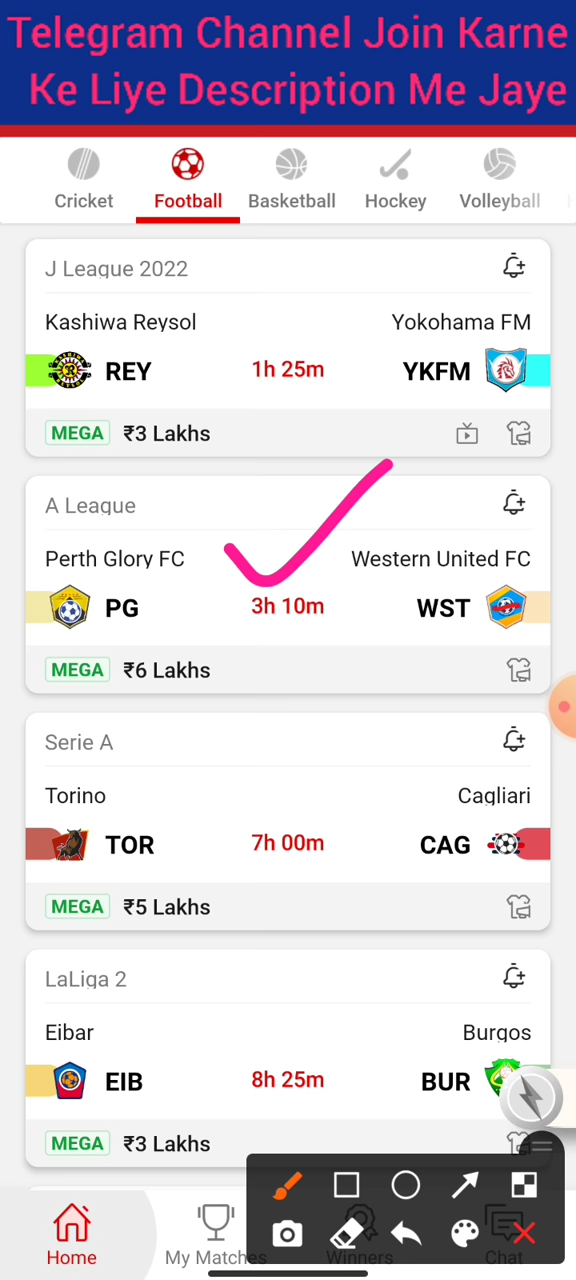 Telegram Channel Join Karne
Ke Liye Description Me Jaye
Cricket Football Basketball Hockey Volleyball
J League 2022
Kashiwa Reysol Yokohama FM
REY 1h 25m YKFM
MEGA ₹3 Lakhs
A League
Perth Glory FC Western United FC
PG 3h 10m WST
MEGA ₹6 Lakhs
Serie A
Torino Cagliari
TOR 7h 00m CAG
MEGA ₹5 Lakhs
LaLiga 2
Eibar Burgos
EIB 8h 25m BUR
MEGA ₹3 Lakhs
Home My Matches Winners Chat